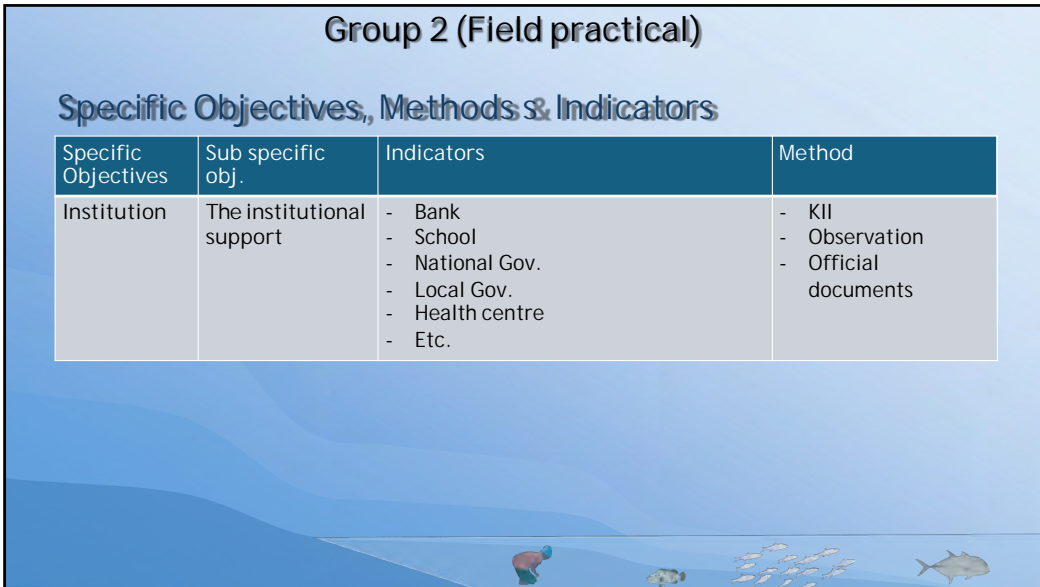 Group 2 (Field practical)
Specific Objectives, Methods & Indicators
Specific Objectives
Sub specific obj.
Indicators
Method
Institution
The institutional support
- Bank
- School
- National Gov.
- Local Gov.
- Health centre
- Etc.
- KII
- Observation
- Official documents